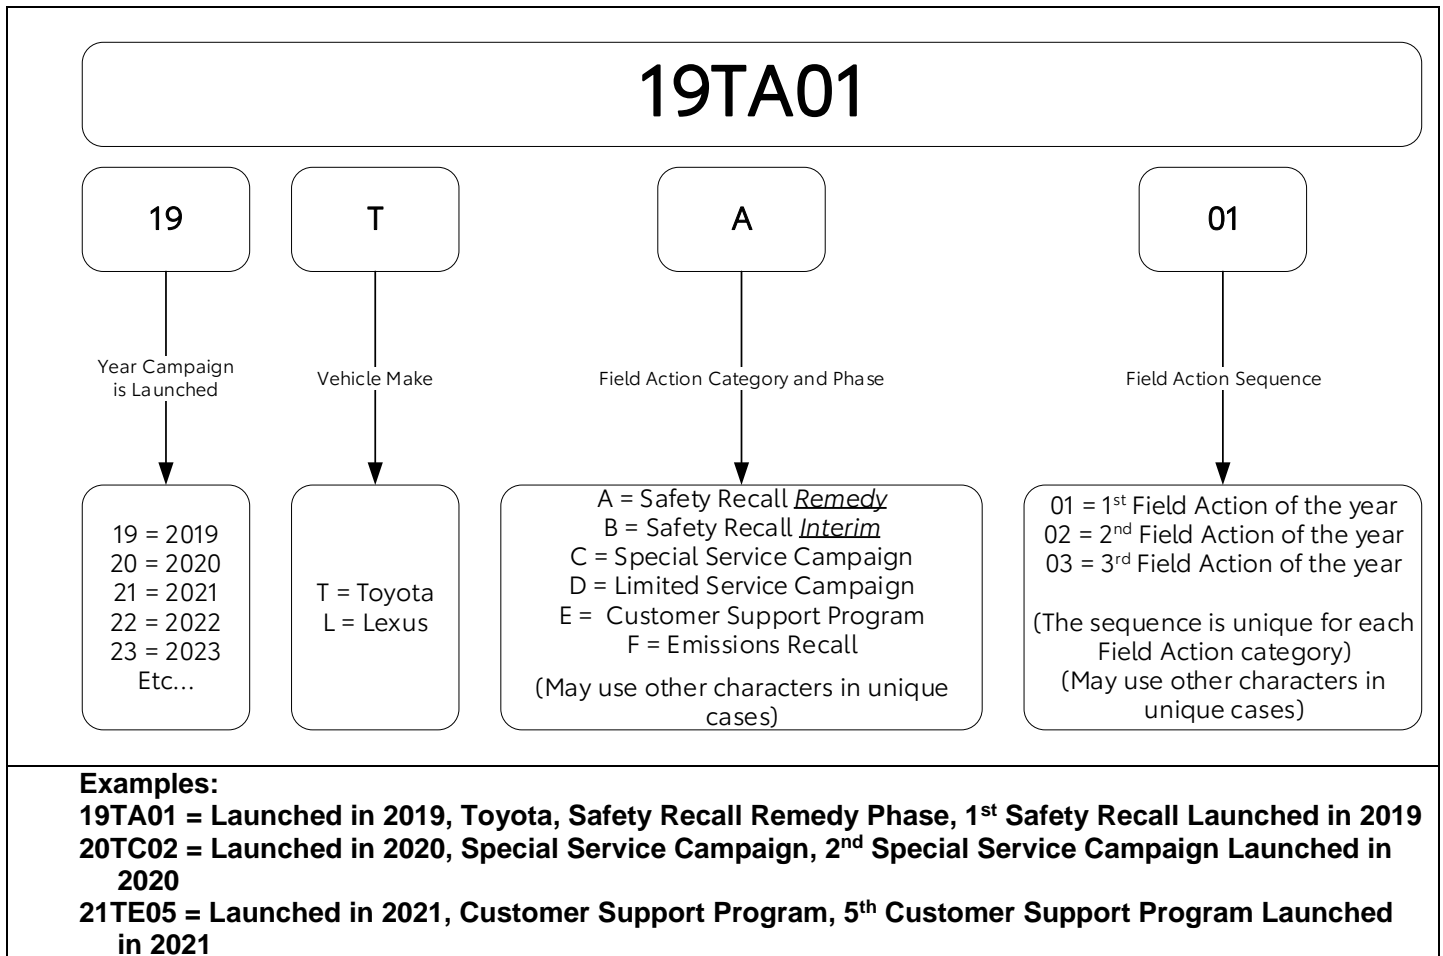 19TA01
19
T
A
01
Year Campaign
is Launched
Vehicle Make
Field Action Category and Phase
Field Action Sequence
19 = 2019
20 = 2020
21 = 2021
22 = 2022
23 = 2023
Etc...
T = Toyota
L = Lexus
A = Safety Recall Remedy
B = Safety Recall Interim
C = Special Service Campaign
D = Limited Service Campaign
E =  Customer Support Program
F = Emissions Recall
(May use other characters in unique
cases)
01 = 1st Field Action of the year
02 = 2nd Field Action of the year
03 = 3rd Field Action of the year
(The sequence is unique for each
Field Action category)
(May use other characters in
unique cases)
Examples:
19TA01 = Launched in 2019, Toyota, Safety Recall Remedy Phase, 1st Safety Recall Launched in 2019
20TC02 = Launched in 2020, Special Service Campaign, 2nd Special Service Campaign Launched in
2020
21TE05 = Launched in 2021, Customer Support Program, 5th Customer Support Program Launched
in 2021